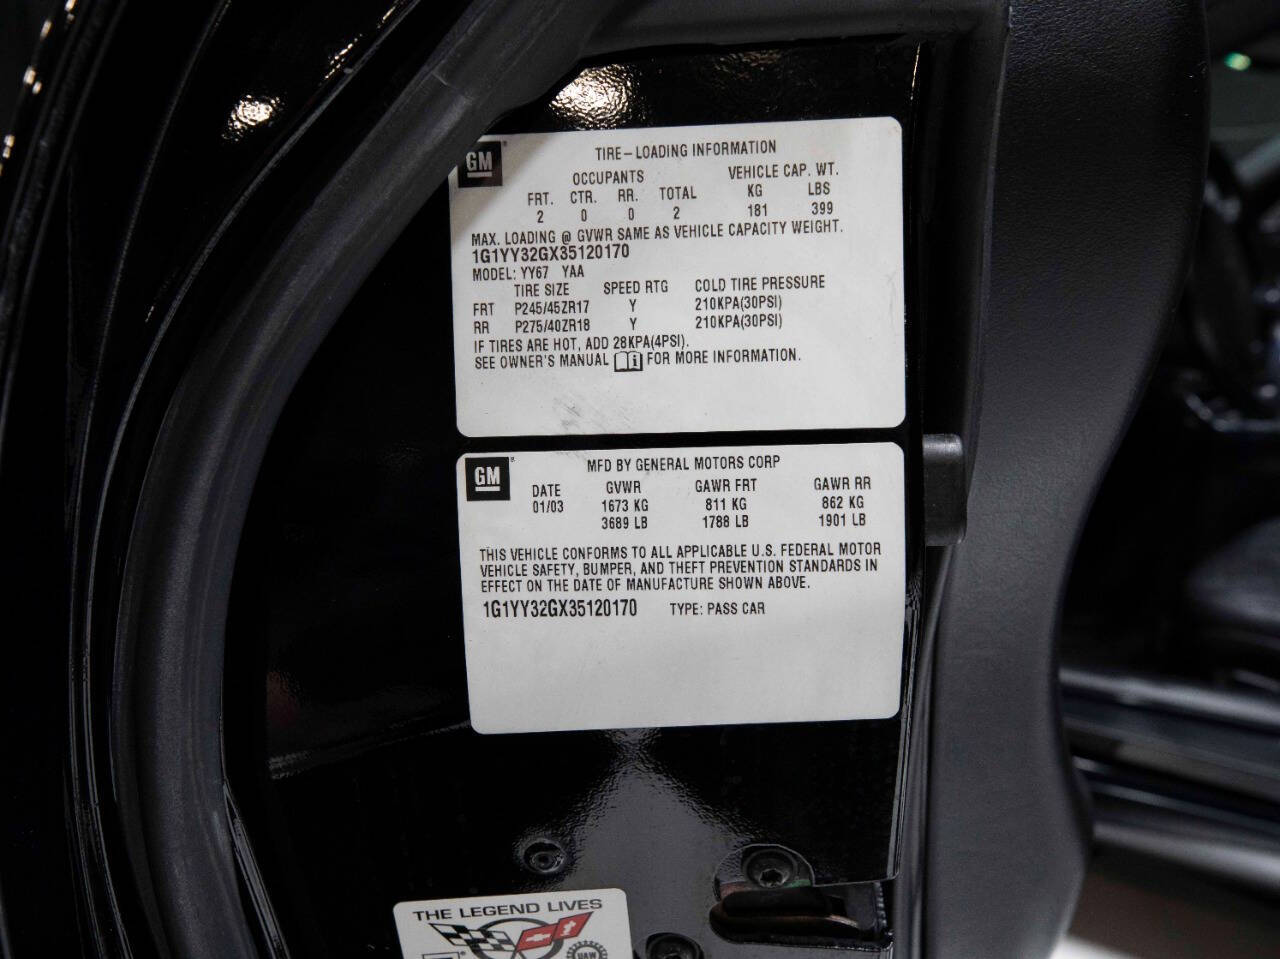 GM
TIRE-LOADING INFORMATION
OCCUPANTS VEHICLE CAP. WT.
FRT. CTR. RR. TOTAL KG LBS
2 0 0 2 181 399
MAX. LOADING @ GVWR SAME AS VEHICLE CAPACITY WEIGHT.
1G1YY32GX35120170
MODEL: YY67 YAA
TIRE SIZE SPEED RTG COLD TIRE PRESSURE
FRT P245/45ZR17 Y 210KPA(30PSI)
RR P275/40ZR18 Y 210KPA(30PSI)
IF TIRES ARE HOT, ADD 28KPA(4PSI).
SEE OWNER'S MANUAL FOR MORE INFORMATION.
GM
MFD BY GENERAL MOTORS CORP
DATE GVWR GAWR FRT GAWR RR
01/03 1673 KG 811 KG 862 KG
3689 LB 1788 LB 1901 LB
THIS VEHICLE CONFORMS TO ALL APPLICABLE U.S. FEDERAL MOTOR
VEHICLE SAFETY, BUMPER, AND THEFT PREVENTION STANDARDS IN
EFFECT ON THE DATE OF MANUFACTURE SHOWN ABOVE.
1G1YY32GX35120170 TYPE: PASS CAR
THE LEGEND LIVES
UAW